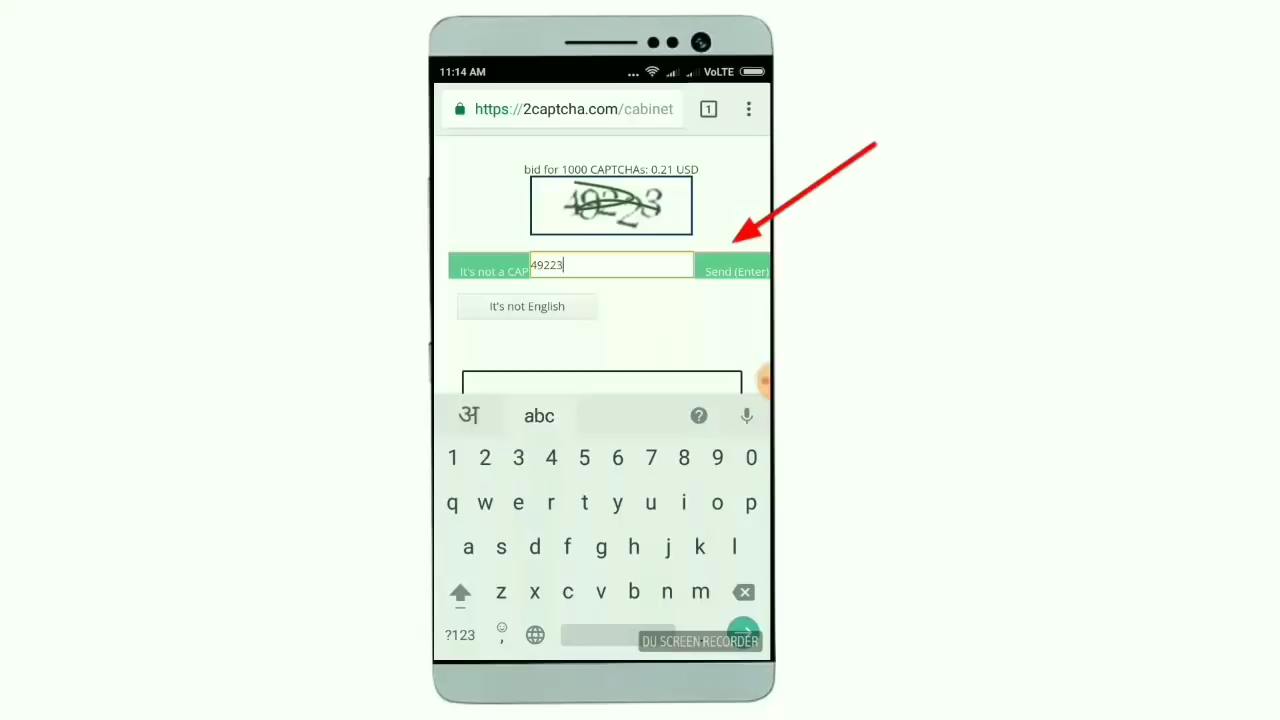 11:14 AM ... VoLTE
https://2captcha.com/cabinet 1
bid for 1000 CAPTCHAs: 0.21 USD
It's not a CAP 49223 Send (Enter)
It's not English
अ abc ?
1 2 3 4 5 6 7 8 9 0
q w e r t y u i o p
a s d f g h j k l
z x c v b n m
?123 ,
DU SCREEN RECORDER